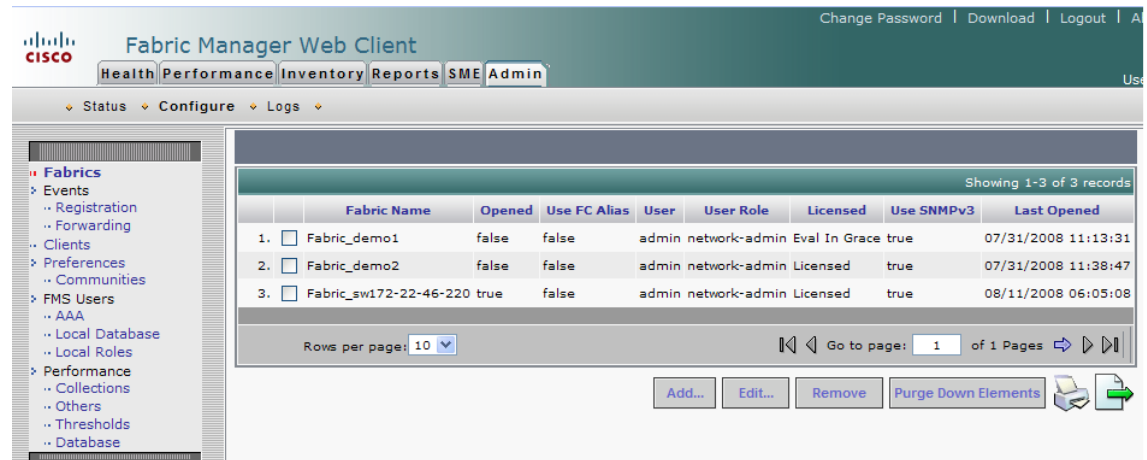 Change Password | Download | Logout |
CISCO
Fabric Manager Web Client
Health Performance Inventory Reports SME Admin
Status Configure Logs
Fabrics
Events
Registration
Forwarding
Clients
Preferences
Communities
FMS Users
AAA
Local Database
Local Roles
Performance
Collections
Others
Thresholds
Database
Showing 1-3 of 3 records
Fabric Name Opened Use FC Alias User User Role Licensed Use SNMPv3 Last Opened
1. Fabric_demo1 false false admin network-admin Eval In Grace true 07/31/2008 11:13:31
2. Fabric_demo2 false false admin network-admin Licensed true 07/31/2008 11:38:47
3. Fabric_sw172-22-46-220 true false admin network-admin Licensed true 08/11/2008 06:05:08
Rows per page: 10 Go to page: 1 of 1 Pages
Add... Edit... Remove Purge Down Elements